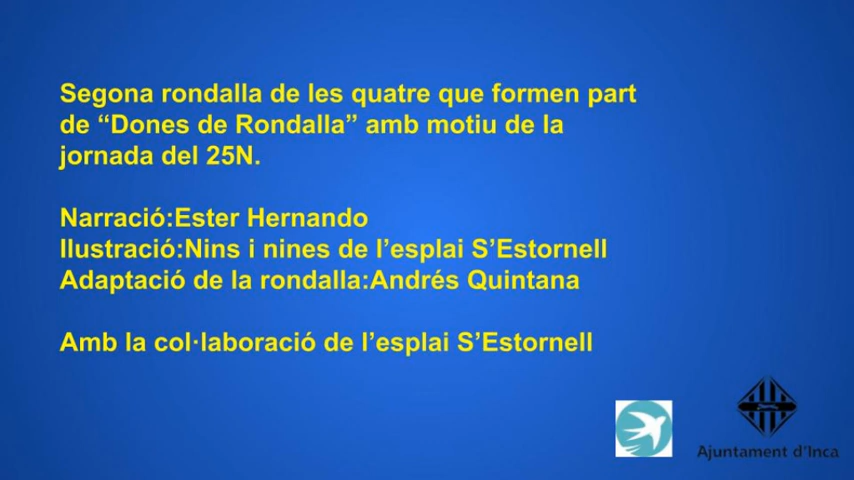 Segona rondalla de les quatre que formen part
de “Dones de Rondalla” amb motiu de la
jornada del 25N.
Narració:Ester Hernando
Ilustració:Nins i nines de l’esplai S’Estornell
Adaptació de la rondalla:Andrés Quintana
Amb la col·laboració de l’esplai S’Estornell
Ajuntament d’Inca